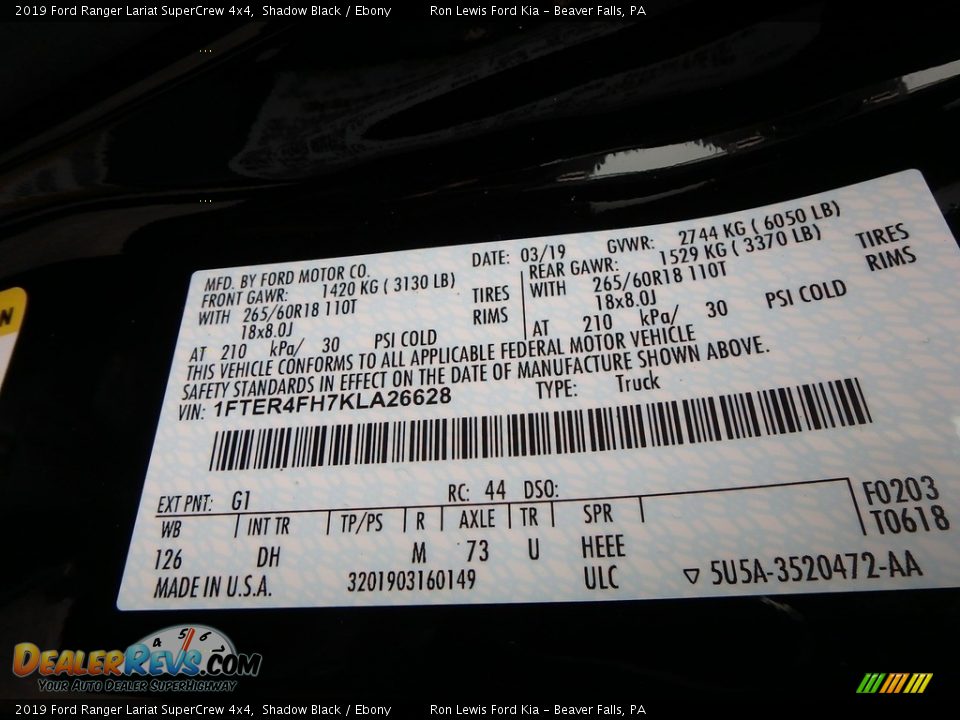 2019 Ford Ranger Lariat SuperCrew 4x4, Shadow Black / Ebony Ron Lewis Ford Kia - Beaver Falls, PA
N
MFD. BY FORD MOTOR CO. DATE: 03/19 GVWR: 2744 KG ( 6050 LB)
FRONT GAWR: 1420 KG ( 3130 LB) REAR GAWR: 1529 KG ( 3370 LB)
WITH 265/60R18 110T TIRES WITH 265/60R18 110T TIRES
18x8.0J RIMS 18x8.0J RIMS
AT 210 kPa/ 30 PSI COLD AT 210 kPa/ 30 PSI COLD
THIS VEHICLE CONFORMS TO ALL APPLICABLE FEDERAL MOTOR VEHICLE
SAFETY STANDARDS IN EFFECT ON THE DATE OF MANUFACTURE SHOWN ABOVE.
VIN: 1FTER4FH7KLA26628 TYPE: Truck
EXT PNT: G1 RC: 44 DSO: F0203
WB INT TR TP/PS R AXLE TR SPR T0618
126 DH M 73 U HEEE
MADE IN U.S.A. 3201903160149 ULC ▽ 5U5A-3520472-AA
4 5 6 7
DEALERREVS.COM
YOUR AUTO DEALER SUPERHIGHWAY
2019 Ford Ranger Lariat SuperCrew 4x4, Shadow Black / Ebony Ron Lewis Ford Kia - Beaver Falls, PA